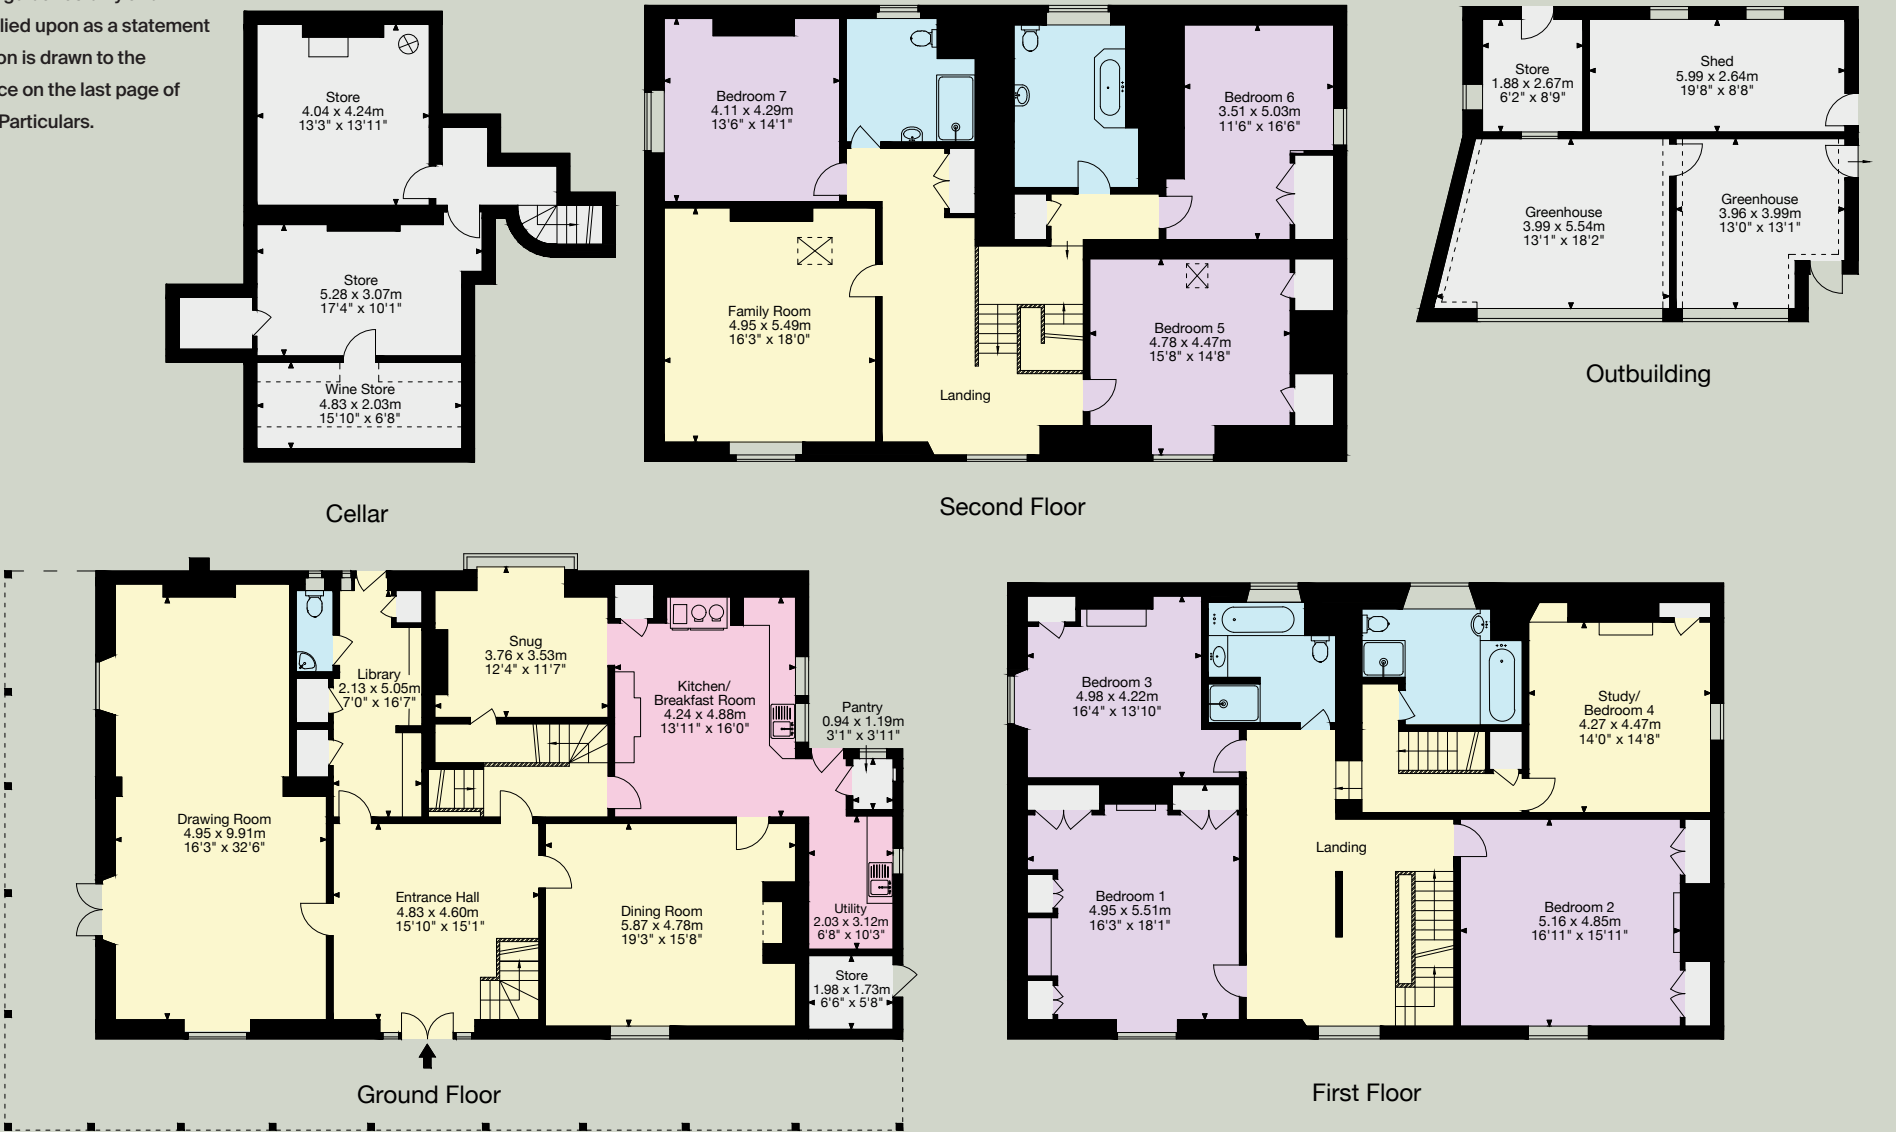 lied upon as a statement
on is drawn to the
ce on the last page of
Particulars.
Store
4.04 x 4.24m
13'3" x 13'11"
Store
5.28 x 3.07m
17'4" x 10'1"
Wine Store
4.83 x 2.03m
15'10" x 6'8"
Cellar
Bedroom 7
4.11 x 4.29m
13'6" x 14'1"
Bedroom 6
3.51 x 5.03m
11'6" x 16'6"
Family Room
4.95 x 5.49m
16'3" x 18'0"
Bedroom 5
4.78 x 4.47m
15'8" x 14'8"
Landing
Second Floor
Store
1.88 x 2.67m
6'2" x 8'9"
Shed
5.99 x 2.64m
19'8" x 8'8"
Greenhouse
3.99 x 5.54m
13'1" x 18'2"
Greenhouse
3.96 x 3.99m
13'0" x 13'1"
Outbuilding
Snug
3.76 x 3.53m
12'4" x 11'7"
Library
2.13 x 5.05m
7'0" x 16'7"
Kitchen/
Breakfast Room
4.24 x 4.88m
13'11" x 16'0"
Pantry
0.94 x 1.19m
3'1" x 3'11"
Drawing Room
4.95 x 9.91m
16'3" x 32'6"
Entrance Hall
4.83 x 4.60m
15'10" x 15'1"
Dining Room
5.87 x 4.78m
19'3" x 15'8"
Utility
2.03 x 3.12m
6'8" x 10'3"
Store
1.98 x 1.73m
6'6" x 5'8"
Ground Floor
Bedroom 3
4.98 x 4.22m
16'4" x 13'10"
Study/
Bedroom 4
4.27 x 4.47m
14'0" x 14'8"
Landing
Bedroom 1
4.95 x 5.51m
16'3" x 18'1"
Bedroom 2
5.16 x 4.85m
16'11" x 15'11"
First Floor